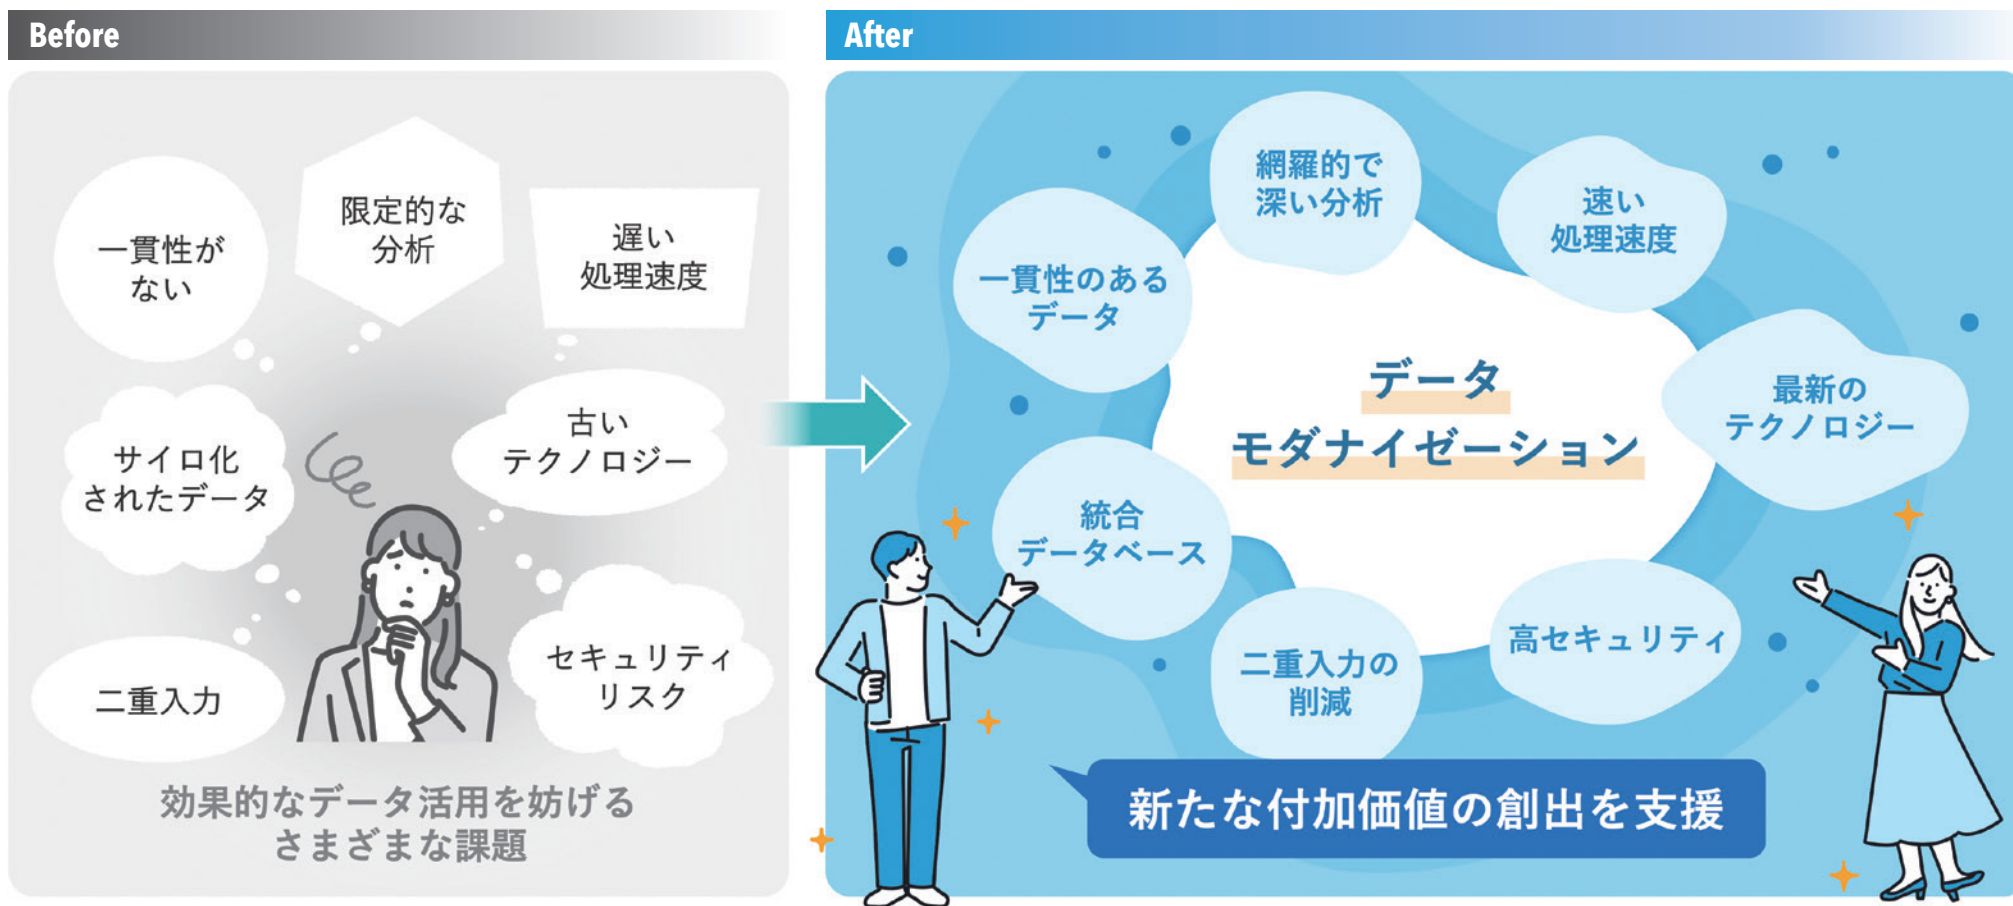 Before
一貫性が
ない
限定的な
分析
遅い
処理速度
サイロ化
されたデータ
古い
テクノロジー
二重入力
セキュリティ
リスク
効果的なデータ活用を妨げる
さまざまな課題
After
網羅的で
深い分析
速い
処理速度
一貫性のある
データ
データ
モダナイゼーション
最新の
テクノロジー
統合
データベース
二重入力の
削減
高セキュリティ
新たな付加価値の創出を支援